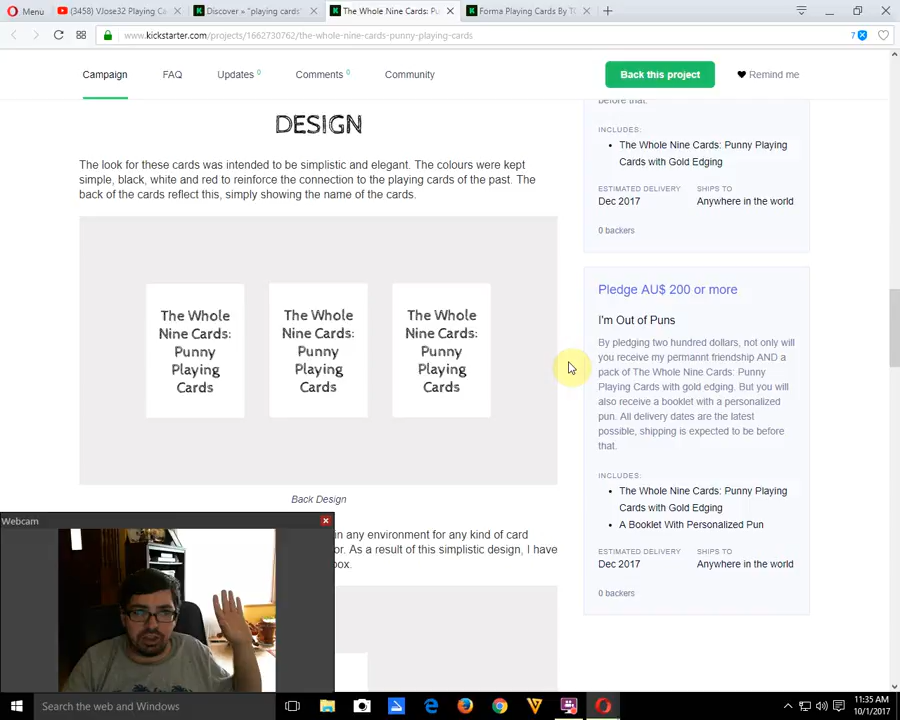 Menu
(3458) VJose32 Playing Ca
Discover » "playing cards"
The Whole Nine Cards: Pu
Forma Playing Cards By TC
www.kickstarter.com/projects/1662730762/the-whole-nine-cards-punny-playing-cards
7
Campaign
FAQ
Updates 0
Comments 0
Community
Back this project
Remind me
DESIGN
The look for these cards was intended to be simplistic and elegant. The colours were kept
simple, black, white and red to reinforce the connection to the playing cards of the past. The
back of the cards reflect this, simply showing the name of the cards.
The Whole
Nine Cards:
Punny
Playing
Cards
The Whole
Nine Cards:
Punny
Playing
Cards
The Whole
Nine Cards:
Punny
Playing
Cards
Back Design
in any environment for any kind of card
or. As a result of this simplistic design, I have
box.
before that.
INCLUDES:
• The Whole Nine Cards: Punny Playing
Cards with Gold Edging
ESTIMATED DELIVERY
Dec 2017
SHIPS TO
Anywhere in the world
0 backers
Pledge AU$ 200 or more
I'm Out of Puns
By pledging two hundred dollars, not only will
you receive my permannt friendship AND a
pack of The Whole Nine Cards: Punny
Playing Cards with gold edging. But you will
also receive a booklet with a personalized
pun. All delivery dates are the latest
possible, shipping is expected to be before
that.
INCLUDES:
• The Whole Nine Cards: Punny Playing
Cards with Gold Edging
• A Booklet With Personalized Pun
ESTIMATED DELIVERY
Dec 2017
SHIPS TO
Anywhere in the world
0 backers
Webcam
Search the web and Windows
11:35 AM
10/1/2017